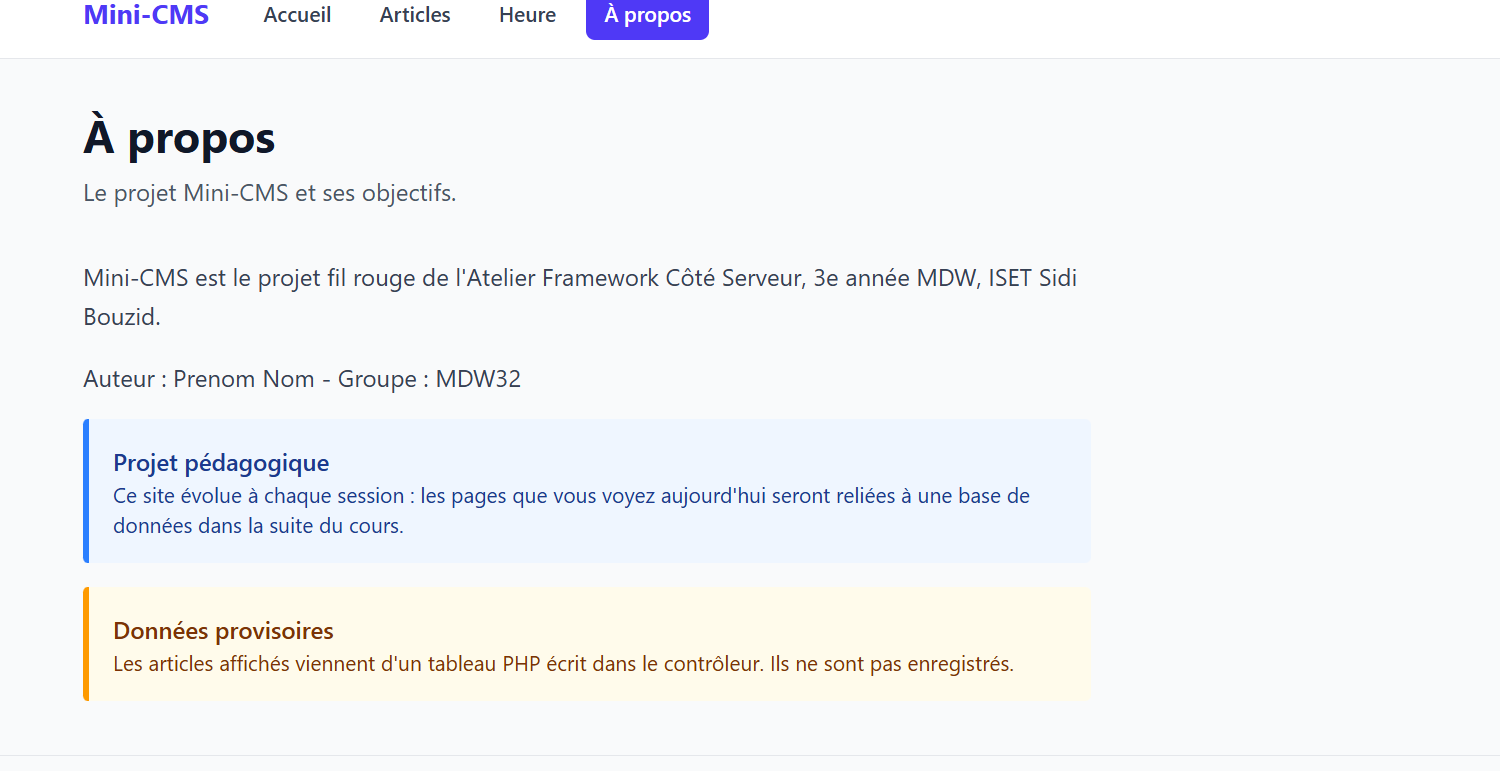 Mini-CMS Accueil Articles Heure À propos
À propos
Le projet Mini-CMS et ses objectifs.
Mini-CMS est le projet fil rouge de l'Atelier Framework Côté Serveur, 3e année MDW, ISET Sidi
Bouzid.
Auteur : Prenom Nom - Groupe : MDW32
Projet pédagogique
Ce site évolue à chaque session : les pages que vous voyez aujourd'hui seront reliées à une base de
données dans la suite du cours.
Données provisoires
Les articles affichés viennent d'un tableau PHP écrit dans le contrôleur. Ils ne sont pas enregistrés.